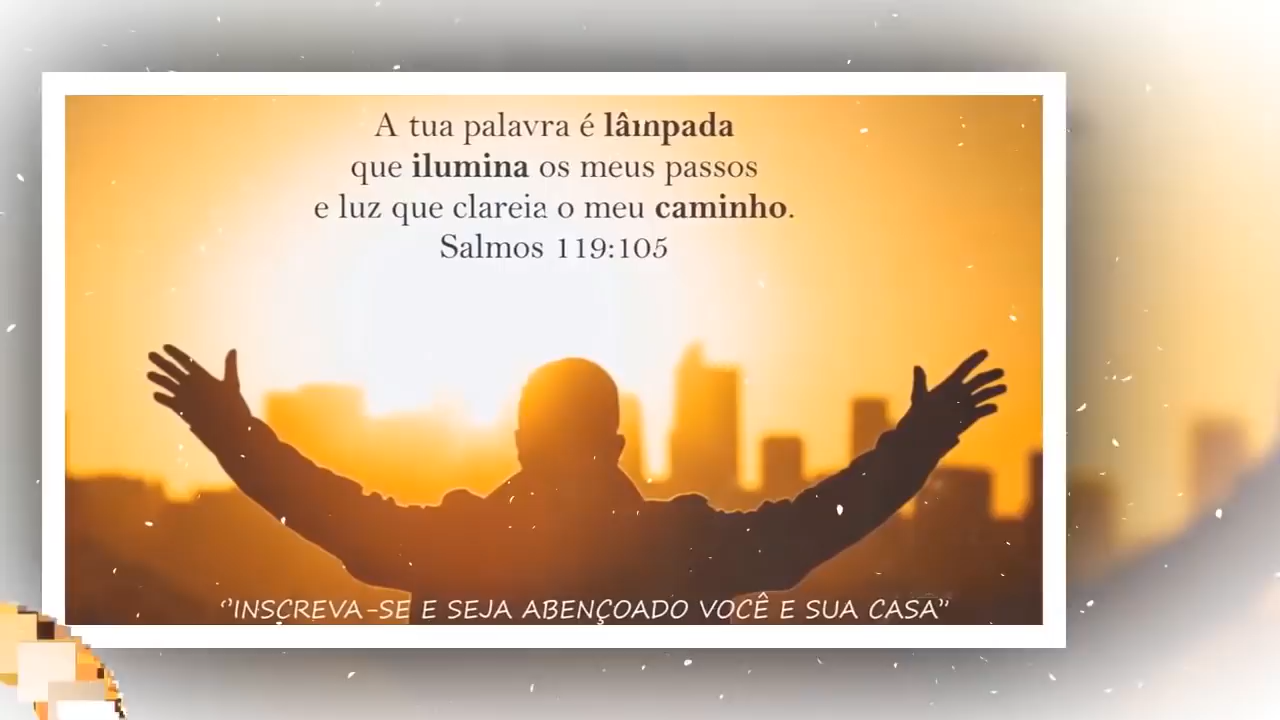 A tua palavra é lâmpada
que ilumina os meus passos
e luz que clareia o meu caminho.
Salmos 119:105
“INSCREVA-SE E SEJA ABENÇOADO VOCÊ E SUA CASA”